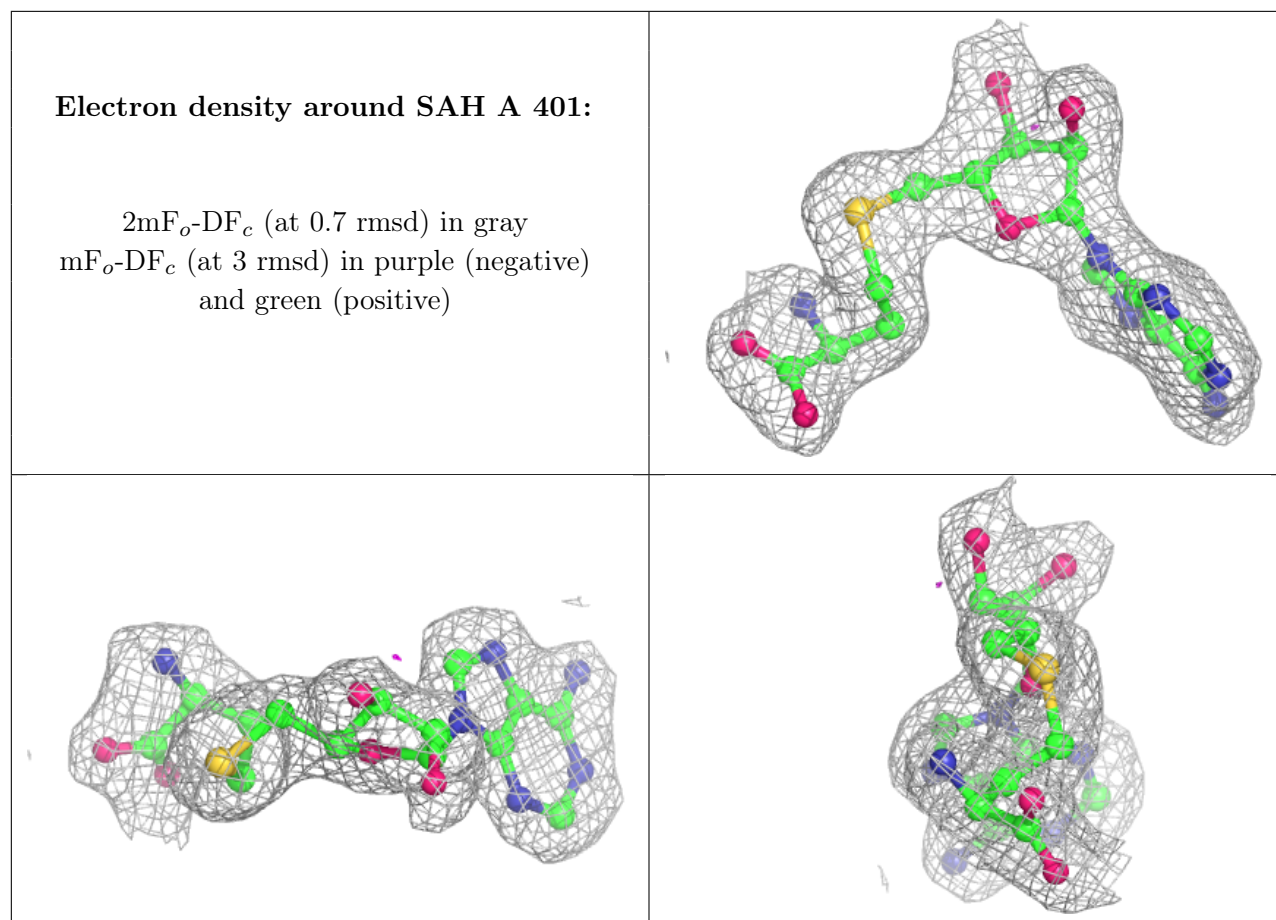 Electron density around SAH A 401:
2mFo-DFc (at 0.7 rmsd) in gray
mFo-DFc (at 3 rmsd) in purple (negative)
and green (positive)